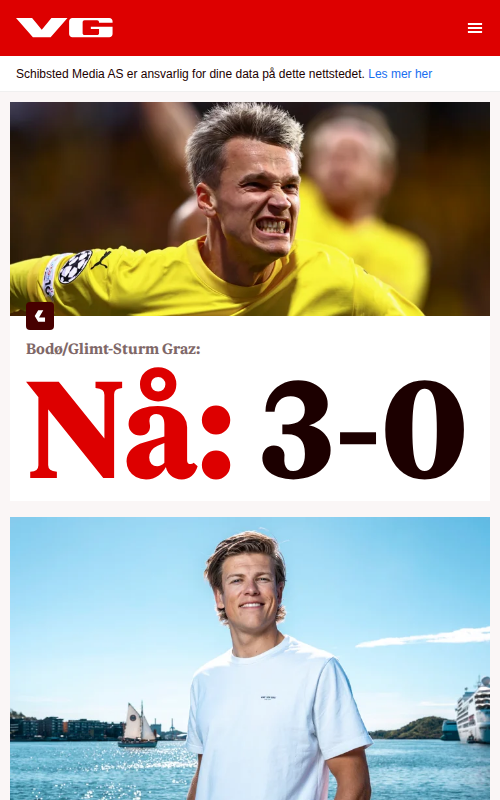 VG
Schibsted Media AS er ansvarlig for dine data på dette nettstedet. Les mer her
Bodø/Glimt-Sturm Graz:
Nå: 3-0